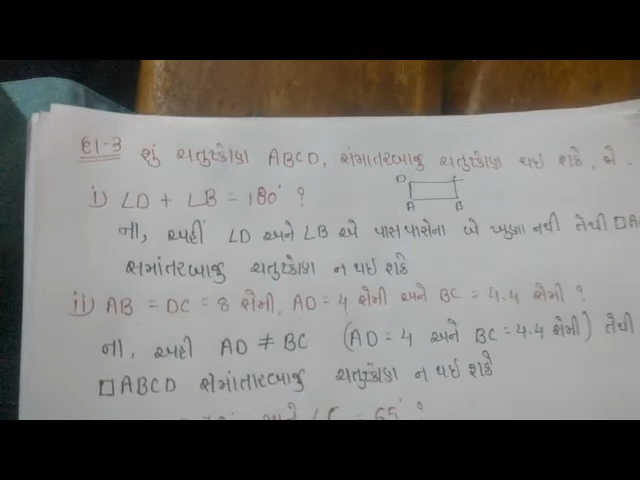 દા-3 શું ચતુષ્કોણ ABCD, સમાંતરબાજુ ચતુષ્કોણ થઈ શકે, જો
D C
A B
i) ∠D + ∠B = 180° ?
ના, અહીં ∠D અને ∠B એ પાસપાસેના બે ખુણા નથી તેથી □A
સમાંતરબાજુ ચતુષ્કોણ ન થઈ શકે
ii) AB = DC = 8 સેમી, AD = 4 સેમી અને BC = 4.4 સેમી ?
ના, અહીં AD ≠ BC (AD = 4 અને BC = 4.4 સેમી) તેથી
□ABCD સમાંતારબાજુ ચતુષ્કોણ ન થઈ શકે
અને ∠C = 65° ?